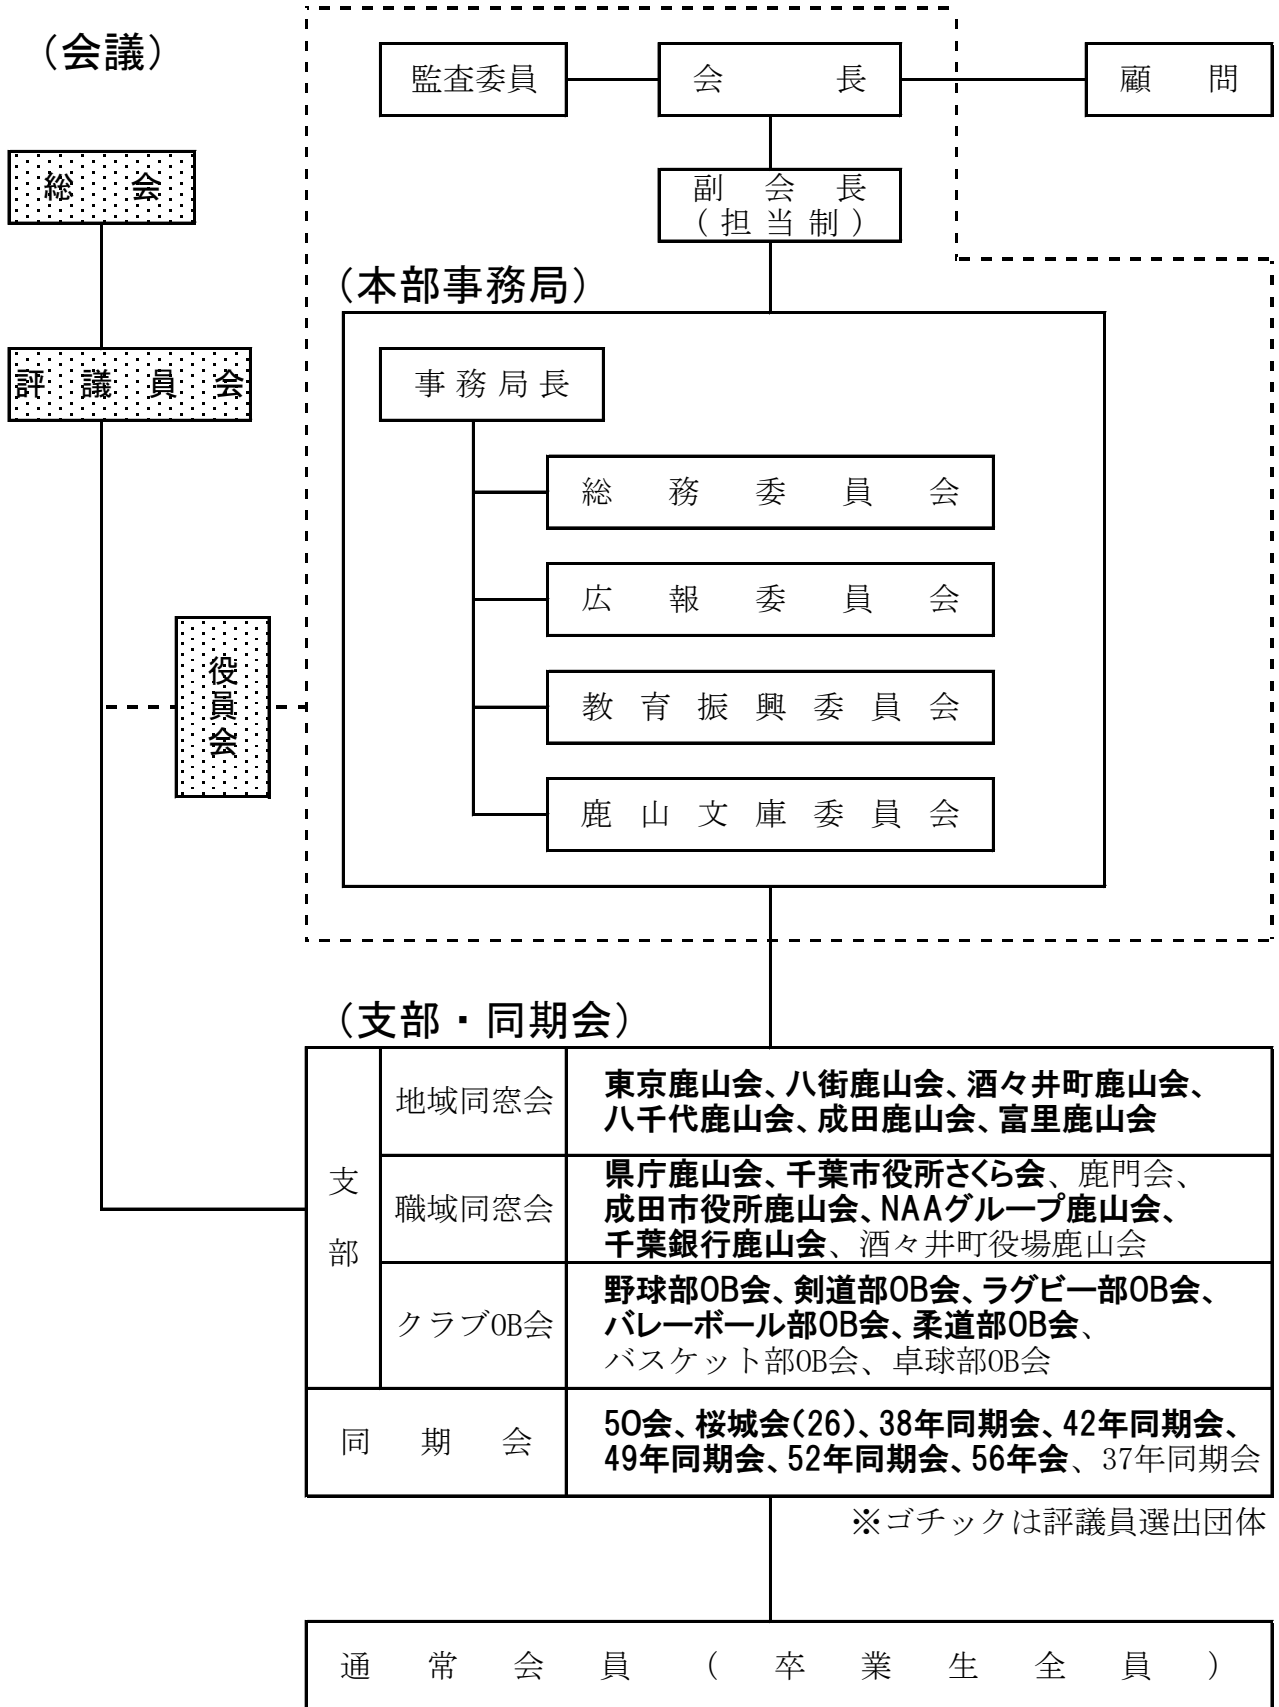 （会議）
監査委員
会長
顧問
総会
副会長
（担当制）
（本部事務局）
評議員会
事務局長
総務委員会
広報委員会
役員会
教育振興委員会
鹿山文庫委員会
（支部・同期会）
支部
地域同窓会
東京鹿山会、八街鹿山会、酒々井町鹿山会、
八千代鹿山会、成田鹿山会、富里鹿山会
職域同窓会
県庁鹿山会、千葉市役所さくら会、鹿門会、
成田市役所鹿山会、NAAグループ鹿山会、
千葉銀行鹿山会、酒々井町役場鹿山会
クラブOB会
野球部OB会、剣道部OB会、ラグビー部OB会、
バレーボール部OB会、柔道部OB会、
バスケット部OB会、卓球部OB会
同期会
50会、桜城会（26）、38年同期会、42年同期会、
49年同期会、52年同期会、56年会、37年同期会
※ゴチックは評議員選出団体
通常会員（卒業生全員）